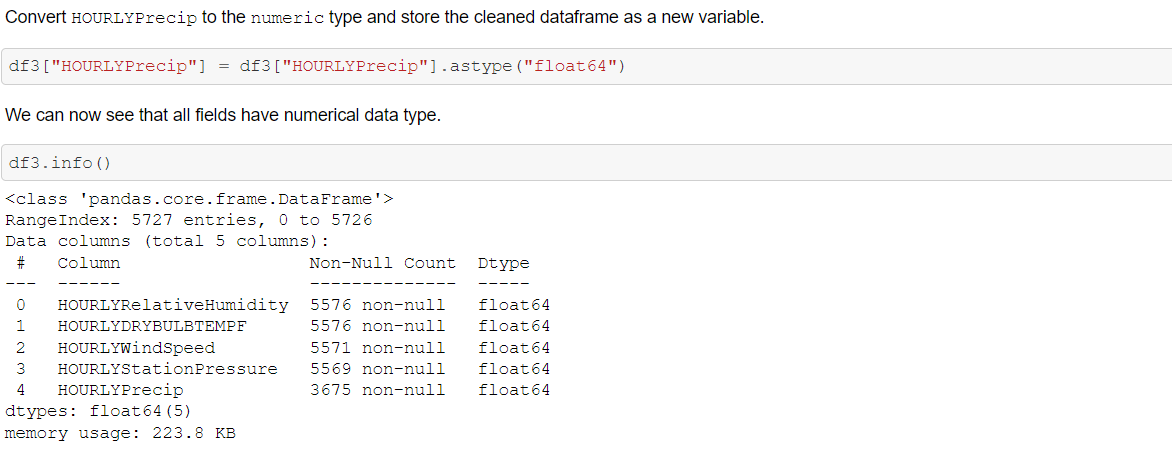 Convert HOURLYPrecip to the numeric type and store the cleaned dataframe as a new variable.
df3["HOURLYPrecip"] = df3["HOURLYPrecip"].astype("float64")
We can now see that all fields have numerical data type.
df3.info()
<class 'pandas.core.frame.DataFrame'>
RangeIndex: 5727 entries, 0 to 5726
Data columns (total 5 columns):
 #   Column                  Non-Null Count  Dtype
---  ------                  --------------  -----
 0   HOURLYRelativeHumidity  5576 non-null   float64
 1   HOURLYDRYBULBTEMPF      5576 non-null   float64
 2   HOURLYWindSpeed         5571 non-null   float64
 3   HOURLYStationPressure   5569 non-null   float64
 4   HOURLYPrecip            3675 non-null   float64
dtypes: float64(5)
memory usage: 223.8 KB